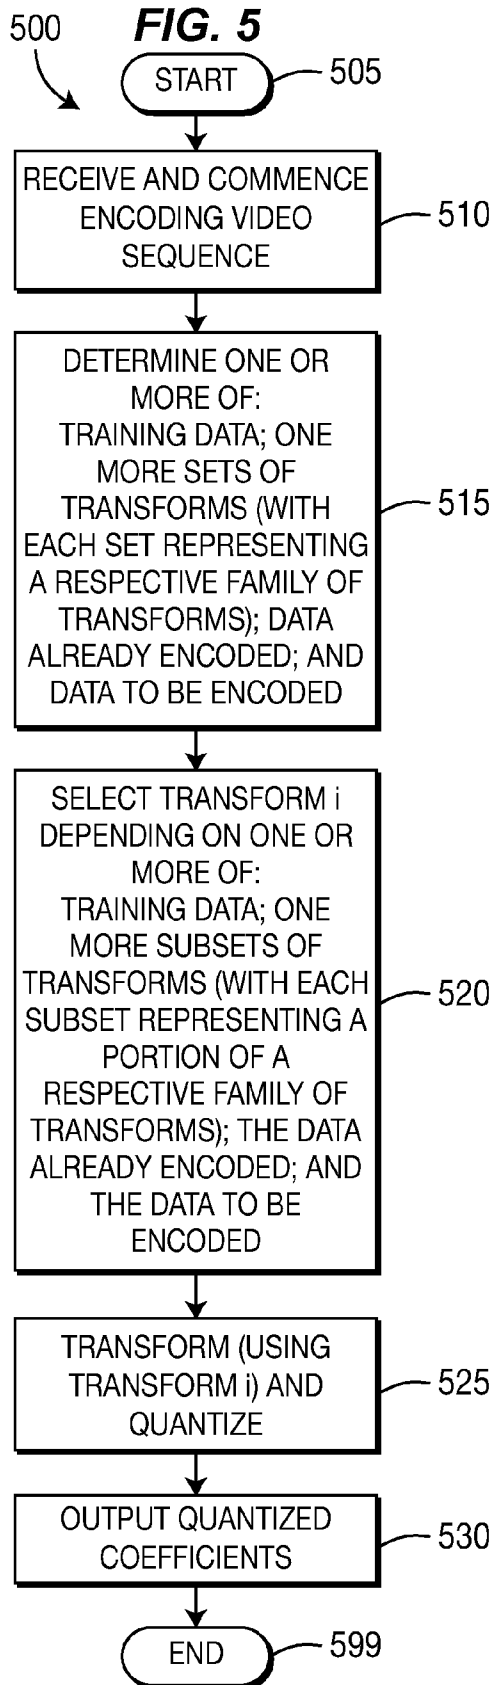 FIG. 5
500
START
505
RECEIVE AND COMMENCE
ENCODING VIDEO
SEQUENCE
510
DETERMINE ONE OR
MORE OF:
TRAINING DATA; ONE
MORE SETS OF
TRANSFORMS (WITH
EACH SET REPRESENTING
A RESPECTIVE FAMILY OF
TRANSFORMS); DATA
ALREADY ENCODED; AND
DATA TO BE ENCODED
515
SELECT TRANSFORM i
DEPENDING ON ONE OR
MORE OF:
TRAINING DATA; ONE
MORE SUBSETS OF
TRANSFORMS (WITH EACH
SUBSET REPRESENTING A
PORTION OF A
RESPECTIVE FAMILY OF
TRANSFORMS); THE DATA
ALREADY ENCODED; AND
THE DATA TO BE
ENCODED
520
TRANSFORM (USING
TRANSFORM i) AND
QUANTIZE
525
OUTPUT QUANTIZED
COEFFICIENTS
530
END
599